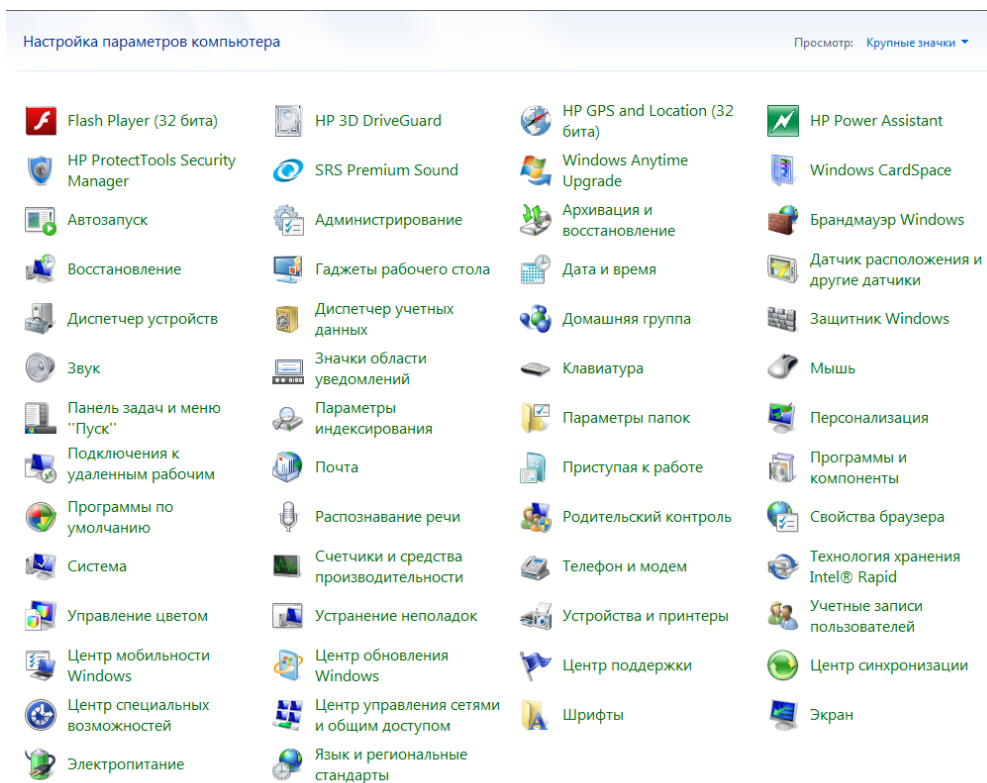 Настройка параметров компьютера
Просмотр: Крупные значки
Flash Player (32 бита)
HP 3D DriveGuard
HP GPS and Location (32
бита)
HP Power Assistant
HP ProtectTools Security
Manager
SRS Premium Sound
Windows Anytime
Upgrade
Windows CardSpace
Автозапуск
Администрирование
Архивация и
восстановление
Брандмауэр Windows
Восстановление
Гаджеты рабочего стола
Дата и время
Датчик расположения и
другие датчики
Диспетчер устройств
Диспетчер учетных
данных
Домашняя группа
Защитник Windows
Звук
Значки области
уведомлений
Клавиатура
Мышь
Панель задач и меню
''Пуск''
Параметры
индексирования
Параметры папок
Персонализация
Подключения к
удаленным рабочим
Почта
Приступая к работе
Программы и
компоненты
Программы по
умолчанию
Распознавание речи
Родительский контроль
Свойства браузера
Система
Счетчики и средства
производительности
Телефон и модем
Технология хранения
Intel® Rapid
Управление цветом
Устранение неполадок
Устройства и принтеры
Учетные записи
пользователей
Центр мобильности
Windows
Центр обновления
Windows
Центр поддержки
Центр синхронизации
Центр специальных
возможностей
Центр управления сетями
и общим доступом
Шрифты
Экран
Электропитание
Язык и региональные
стандарты